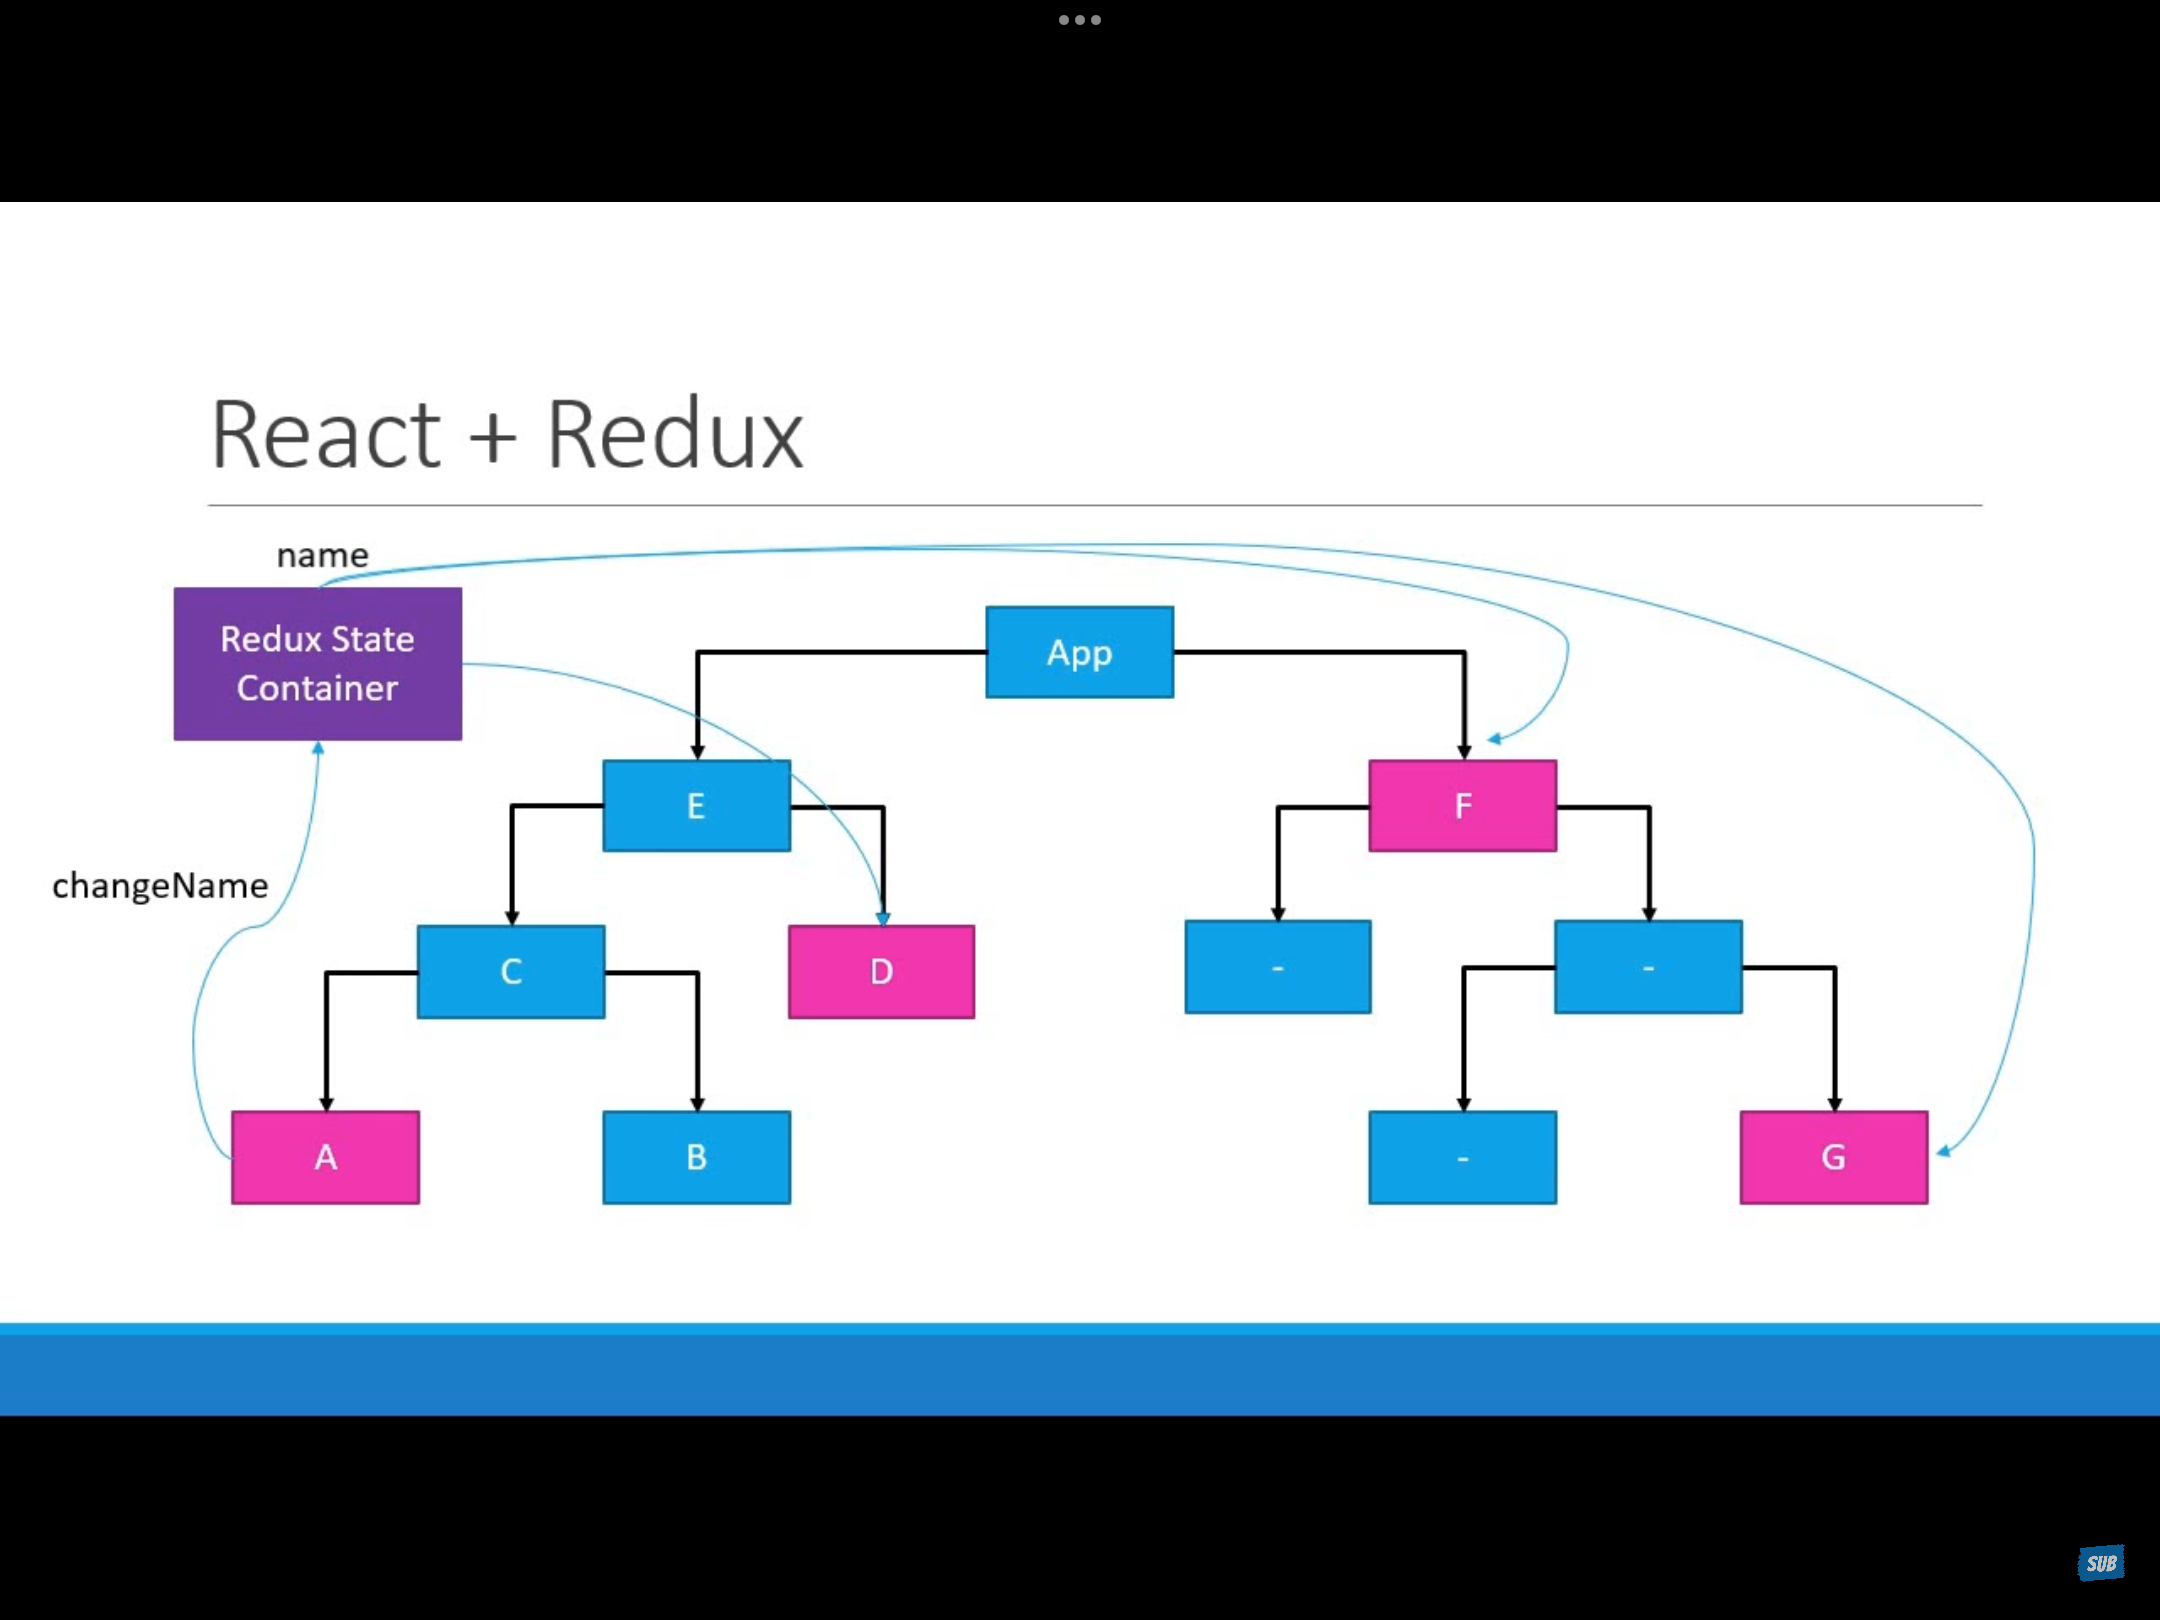 React + Redux
name
Redux State
Container
App
E
F
changeName
C
D
-
-
A
B
-
G
SUB